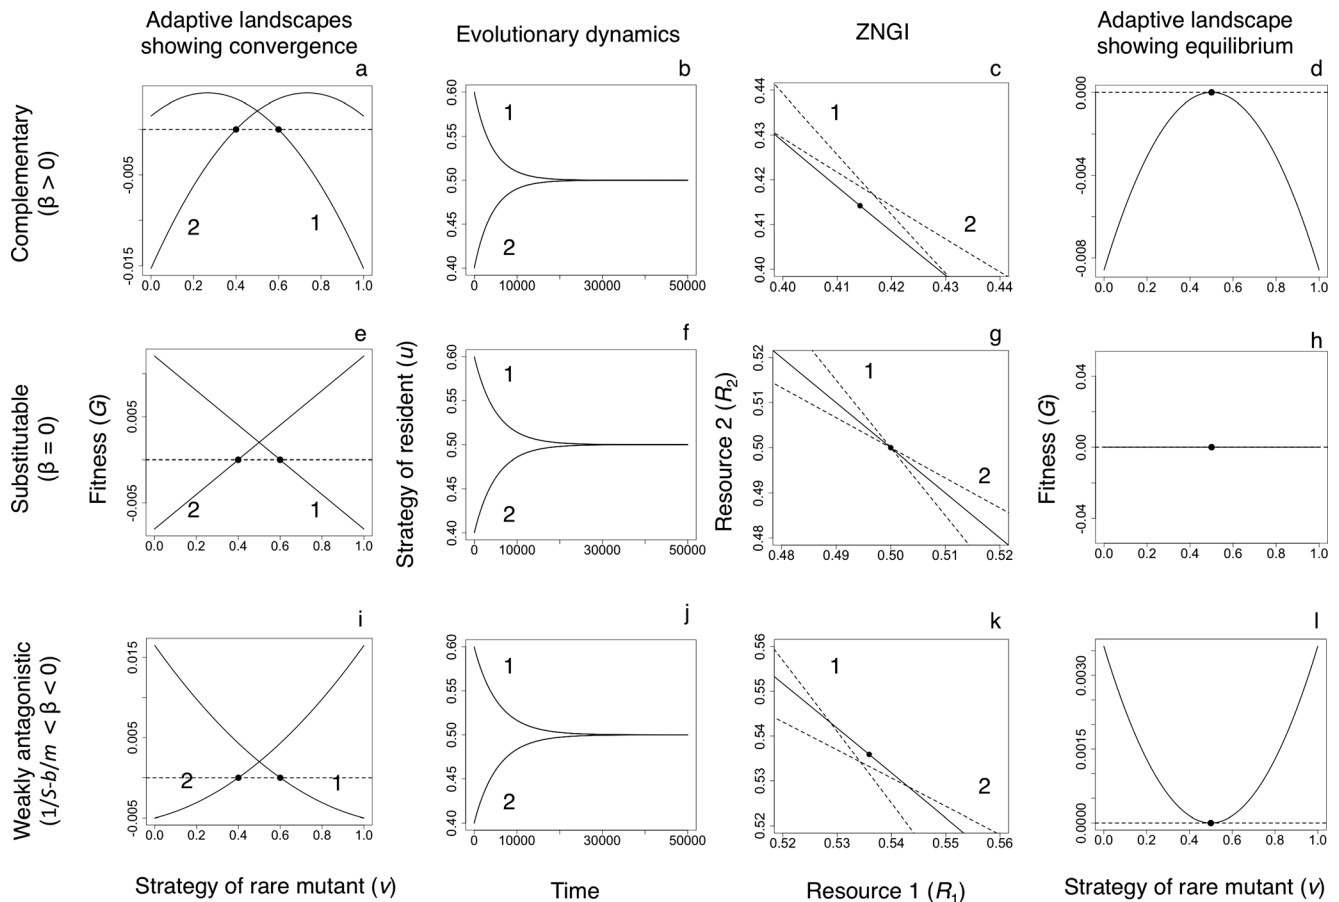 Adaptive landscapes
showing convergence
Evolutionary dynamics
ZNGI
Adaptive landscape
showing equilibrium
Complementary
(β > 0)
a
-0.005
-0.015
0.0 0.2 0.4 0.6 0.8 1.0
2
1
b
0.60
0.55
0.50
0.45
0.40
0 10000 30000 50000
1
2
c
0.44
0.43
0.42
0.41
0.40
0.40 0.41 0.42 0.43 0.44
1
2
d
0.000
-0.004
-0.008
0.0 0.2 0.4 0.6 0.8 1.0
Substitutable
(β = 0)
Fitness (G)
e
0.005
-0.005
0.0 0.2 0.4 0.6 0.8 1.0
2
1
Strategy of resident (u)
f
0.60
0.55
0.50
0.45
0.40
0 10000 30000 50000
1
2
Resource 2 (R2)
g
0.52
0.51
0.50
0.49
0.48
0.48 0.49 0.50 0.51 0.52
1
2
Fitness (G)
h
0.04
0.00
-0.04
0.0 0.2 0.4 0.6 0.8 1.0
Weakly antagonistic
(1/S-b/m < β < 0)
i
0.015
0.005
-0.005
0.0 0.2 0.4 0.6 0.8 1.0
2
1
j
0.60
0.55
0.50
0.45
0.40
0 10000 30000 50000
1
2
k
0.56
0.55
0.54
0.53
0.52
0.52 0.53 0.54 0.55 0.56
1
2
l
0.0030
0.0015
0.0000
0.0 0.2 0.4 0.6 0.8 1.0
Strategy of rare mutant (v)
Time
Resource 1 (R1)
Strategy of rare mutant (v)